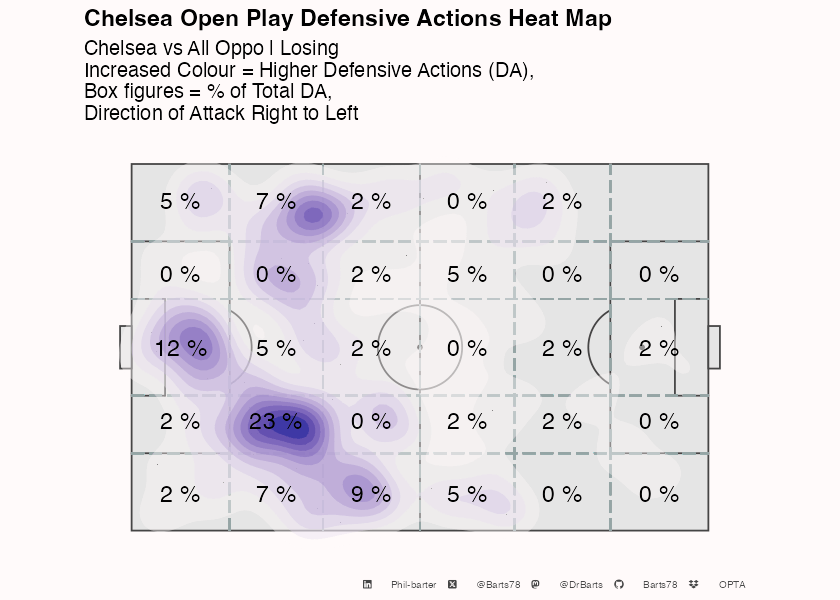 Chelsea Open Play Defensive Actions Heat Map
Chelsea vs All Oppo | Losing
Increased Colour = Higher Defensive Actions (DA),
Box figures = % of Total DA,
Direction of Attack Right to Left
5 % 7 % 2 % 0 % 2 %
0 % 0 % 2 % 5 % 0 % 0 %
12 % 5 % 2 % 0 % 2 % 2 %
2 % 23 % 0 % 2 % 2 % 0 %
2 % 7 % 9 % 5 % 0 % 0 %
Phil-barter @Barts78 @DrBarts Barts78 OPTA